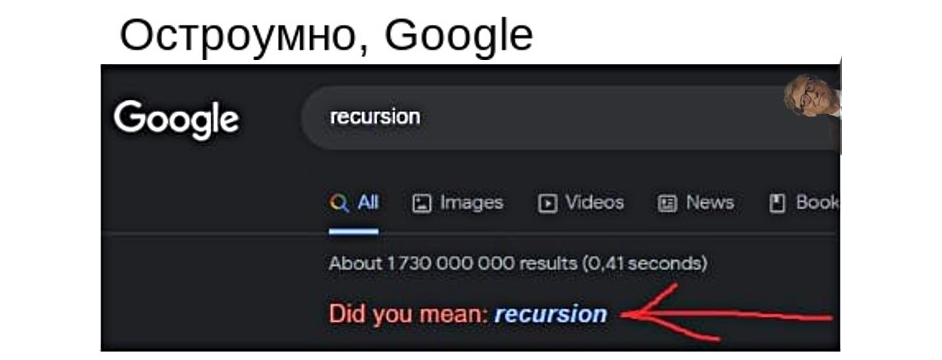 Остроумно, Google
Google
recursion
All Images Videos News Book
About 1 730 000 000 results (0,41 seconds)
Did you mean: recursion